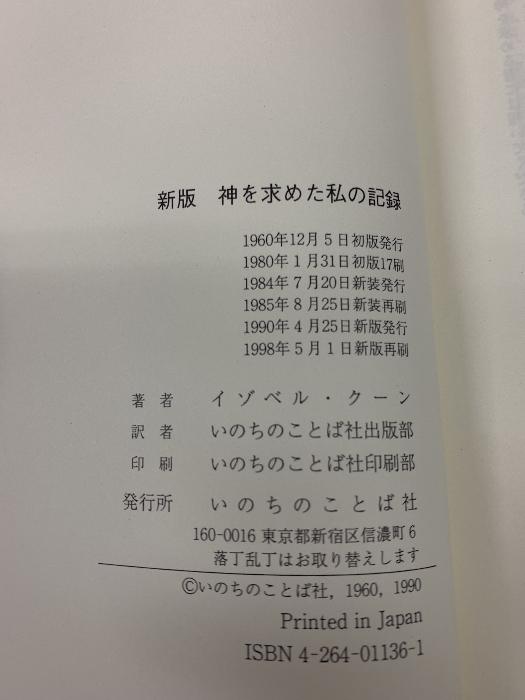 新版　神を求めた私の記録
1960年12月5日初版発行
1980年1月31日初版17刷
1984年7月20日新装発行
1985年8月25日新装再刷
1990年4月25日新版発行
1998年5月1日新版再刷
著者　イゾベル・クーン
訳者　いのちのことば社出版部
印刷　いのちのことば社印刷部
発行所　いのちのことば社
160-0016 東京都新宿区信濃町6
落丁乱丁はお取り替えします
©いのちのことば社, 1960, 1990
Printed in Japan
ISBN 4-264-01136-1